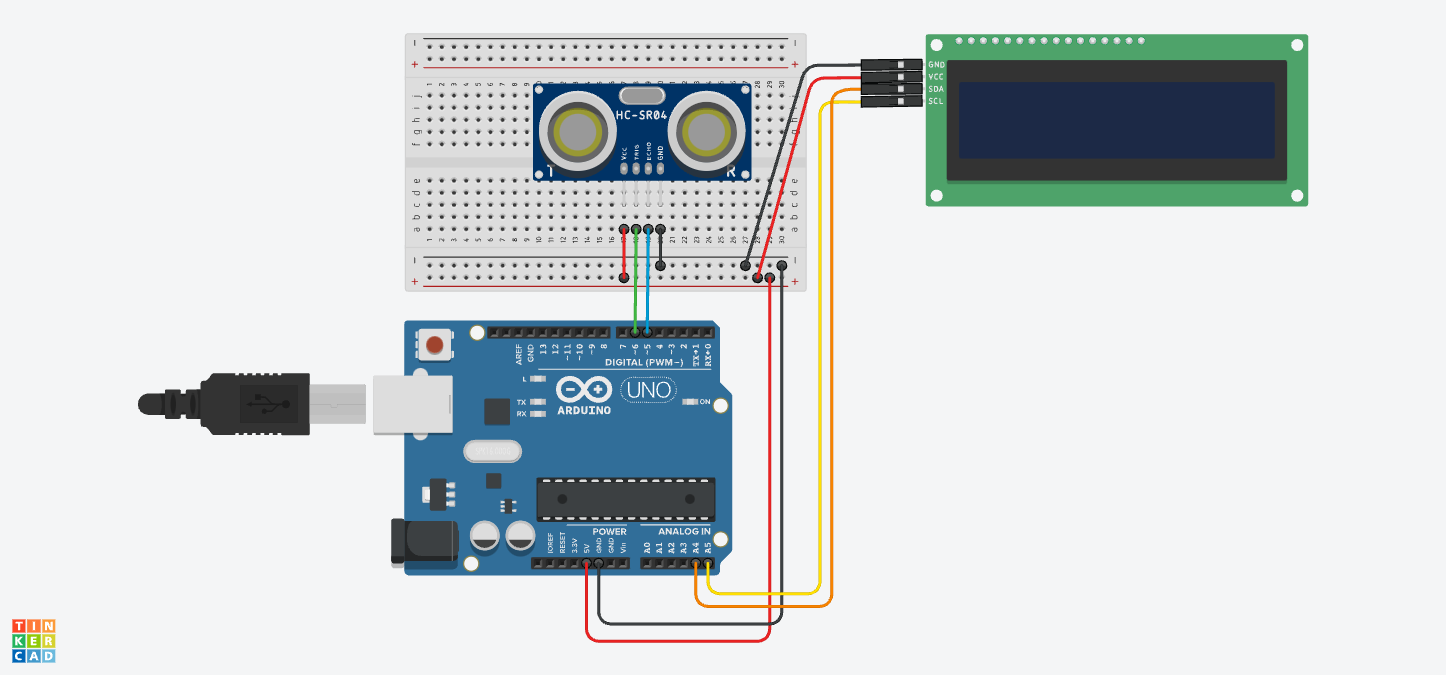 1 2 3 4 5 6 7 8 9 10 11 12 13 14 15 16 17 18 19 20 21 22 23 24 25 26 27 28 29 30
HC-SR04
VCC TRIG ECHO GND
T R
j
i
h
g
f
e
d
c
b
a
GND
VCC
SDA
SCL
AREF GND 13 12 ~11 ~10 ~9 8 7 ~6 ~5 4 ~3 2 TX→1 RX←0
DIGITAL (PWM~)
L
TX
RX
ARDUINO
UNO
ON
POWER
ANALOG IN
IOREF RESET 3.3V 5V GND GND Vin A0 A1 A2 A3 A4 A5
TIN
KER
CAD